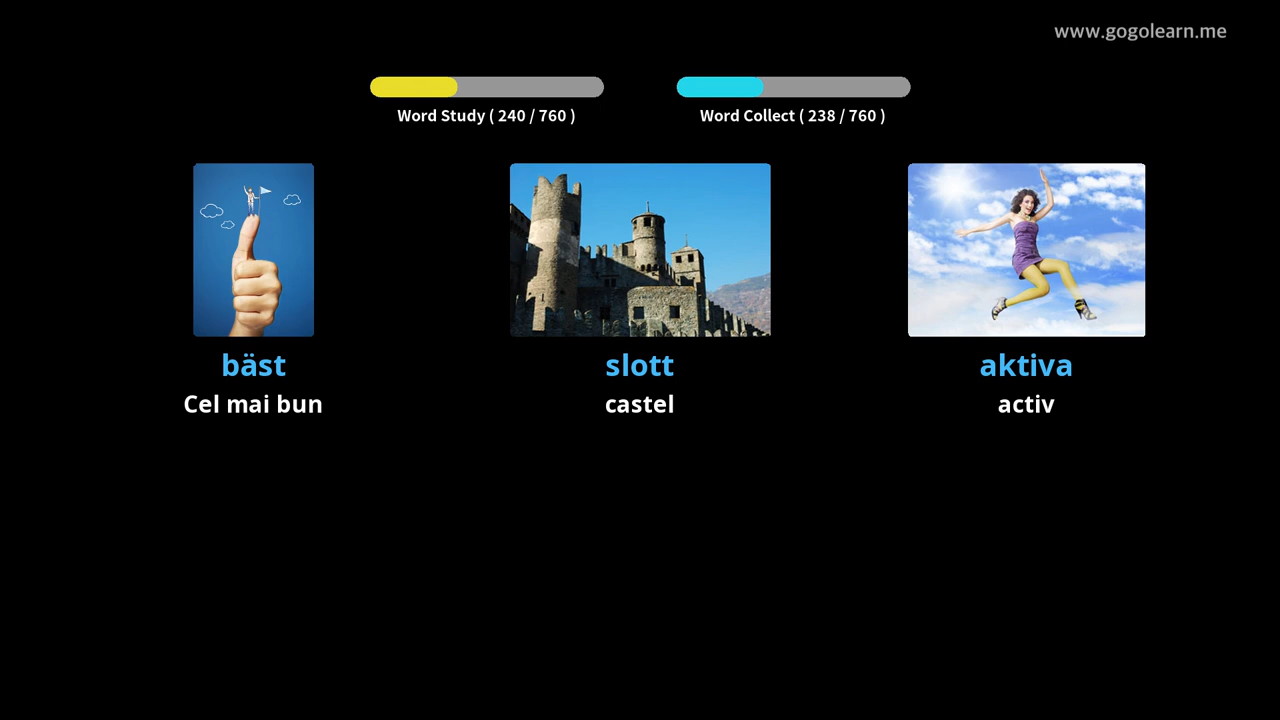 www.gogolearn.me
Word Study ( 240 / 760 )
Word Collect ( 238 / 760 )
bäst
slott
aktiva
Cel mai bun
castel
activ